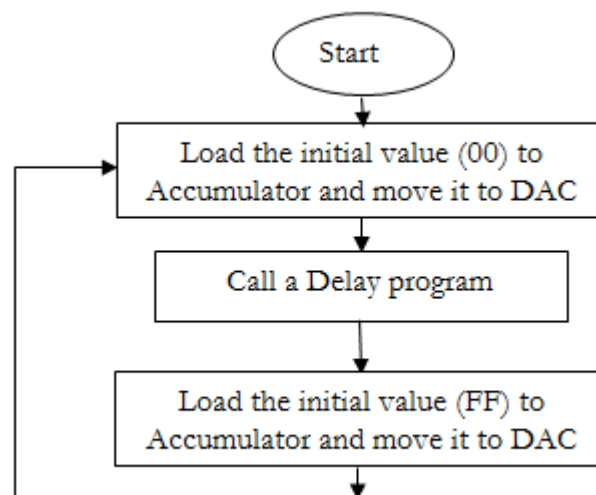 Start
Load the initial value (00) to
Accumulator and move it to DAC
Call a Delay program
Load the initial value (FF) to
Accumulator and move it to DAC